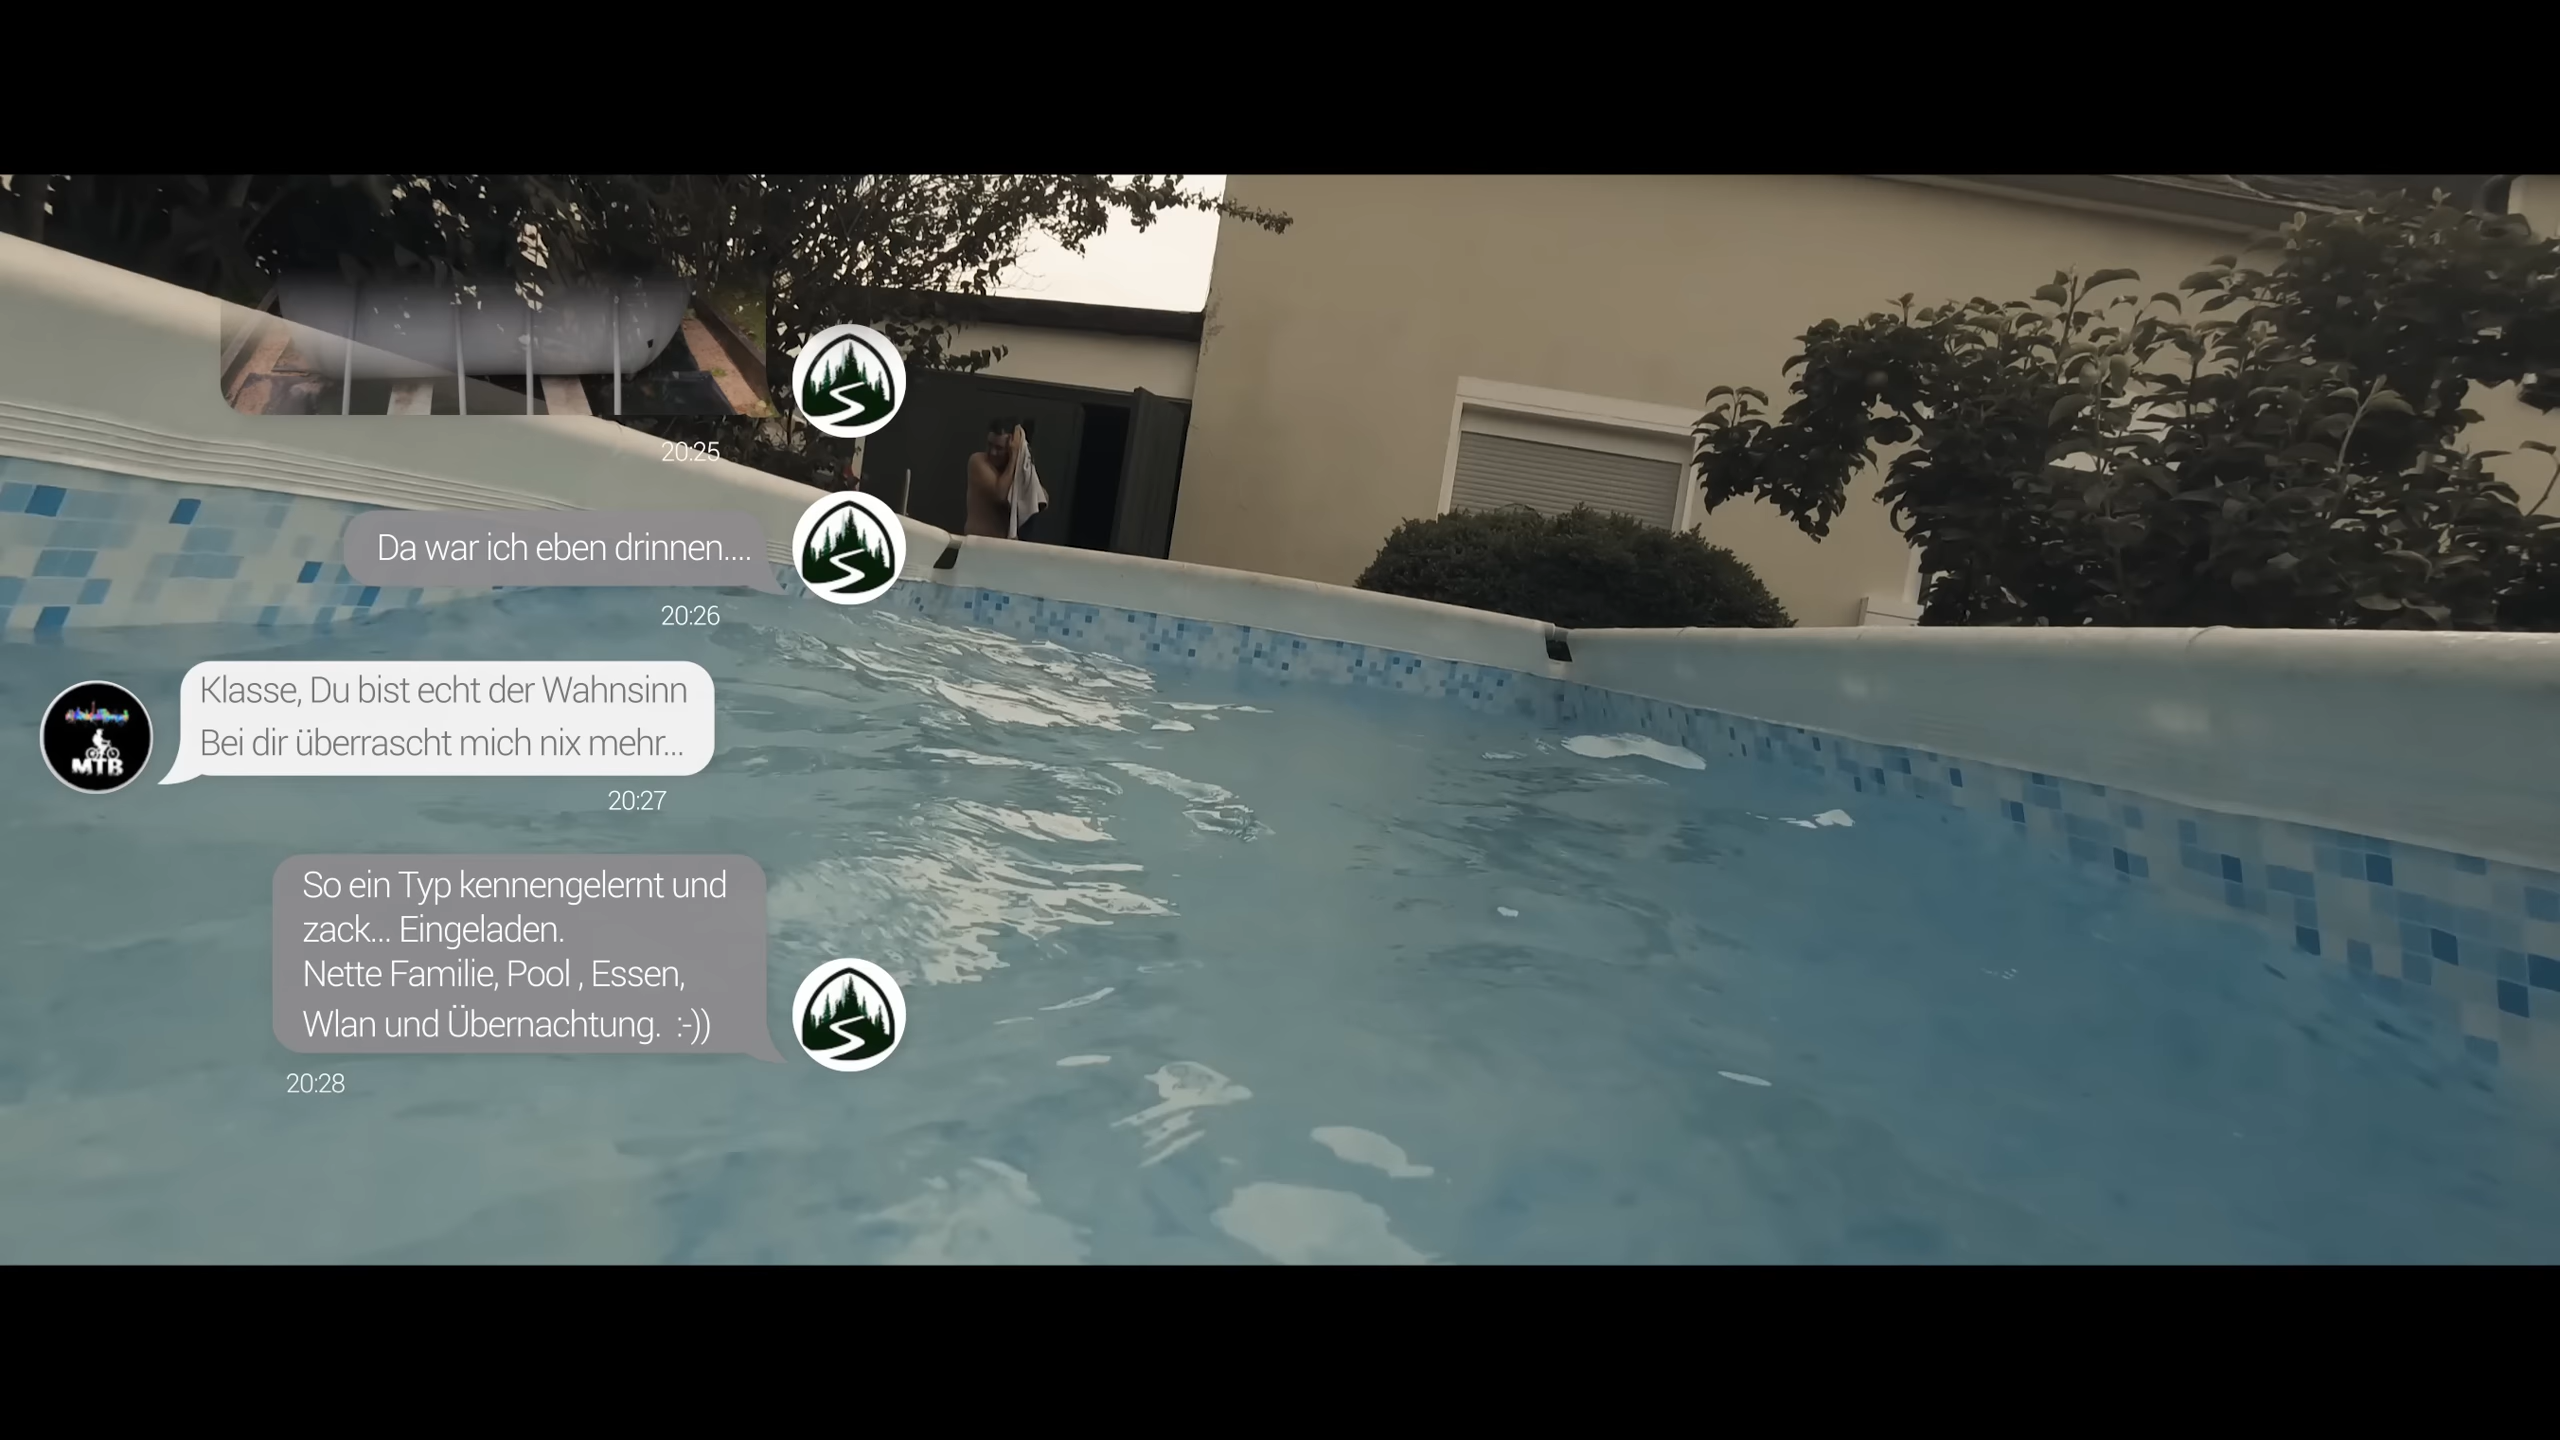 20:25
Da war ich eben drinnen....
20:26
Klasse, Du bist echt der Wahnsinn
Bei dir überrascht mich nix mehr...
MTB
20:27
So ein Typ kennengelernt und
zack... Eingeladen.
Nette Familie, Pool , Essen,
Wlan und Übernachtung.  :-))
20:28